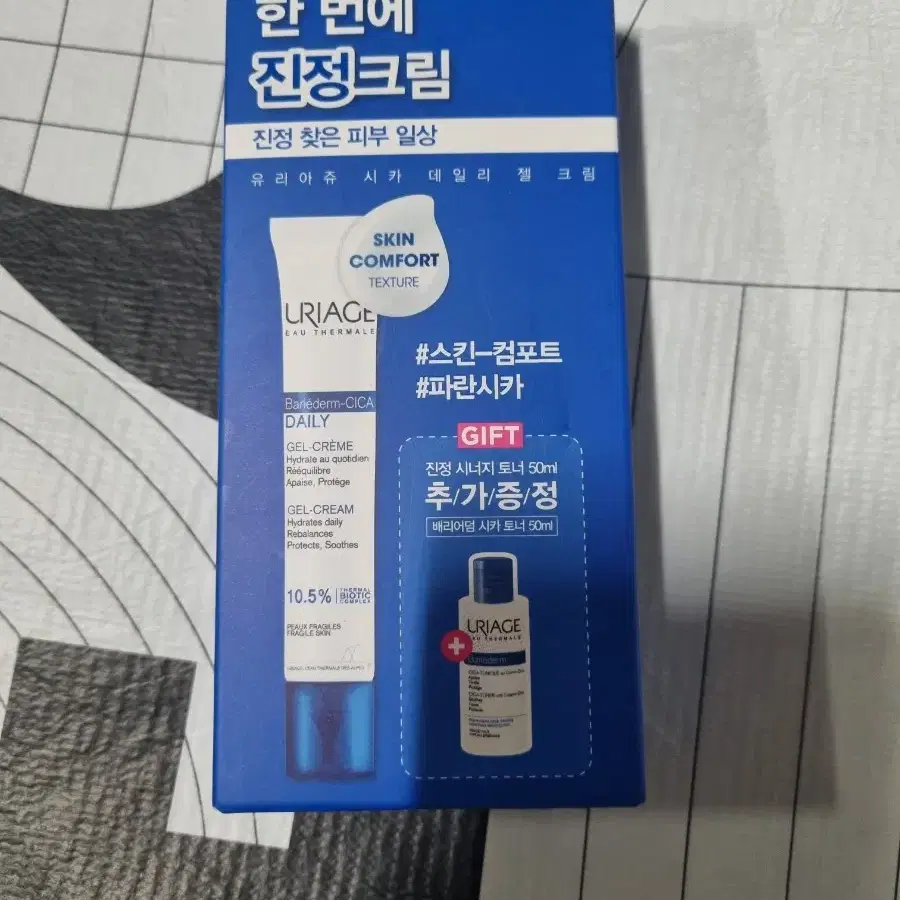 한 번에
진정크림
진정 찾은 피부 일상
유리아쥬 시카 데일리 젤 크림
SKIN
COMFORT
TEXTURE
URIAGE
EAU THERMALE
Bariéderm-CICA
DAILY
GEL-CRÈME
Hydrate au quotidien
Rééquilibre
Apaise, Protège
GEL-CREAM
Hydrates daily
Rebalances
Protects, Soothes
10.5% THERMAL
BIOTIC
COMPLEX
PEAUX FRAGILES
FRAGILE SKIN
#스킨-컴포트
#파란시카
GIFT
진정 시너지 토너 50ml
추/가/증/정
배리어덤 시카 토너 50ml
+
URIAGE
EAU THERMALE
Bariéderm